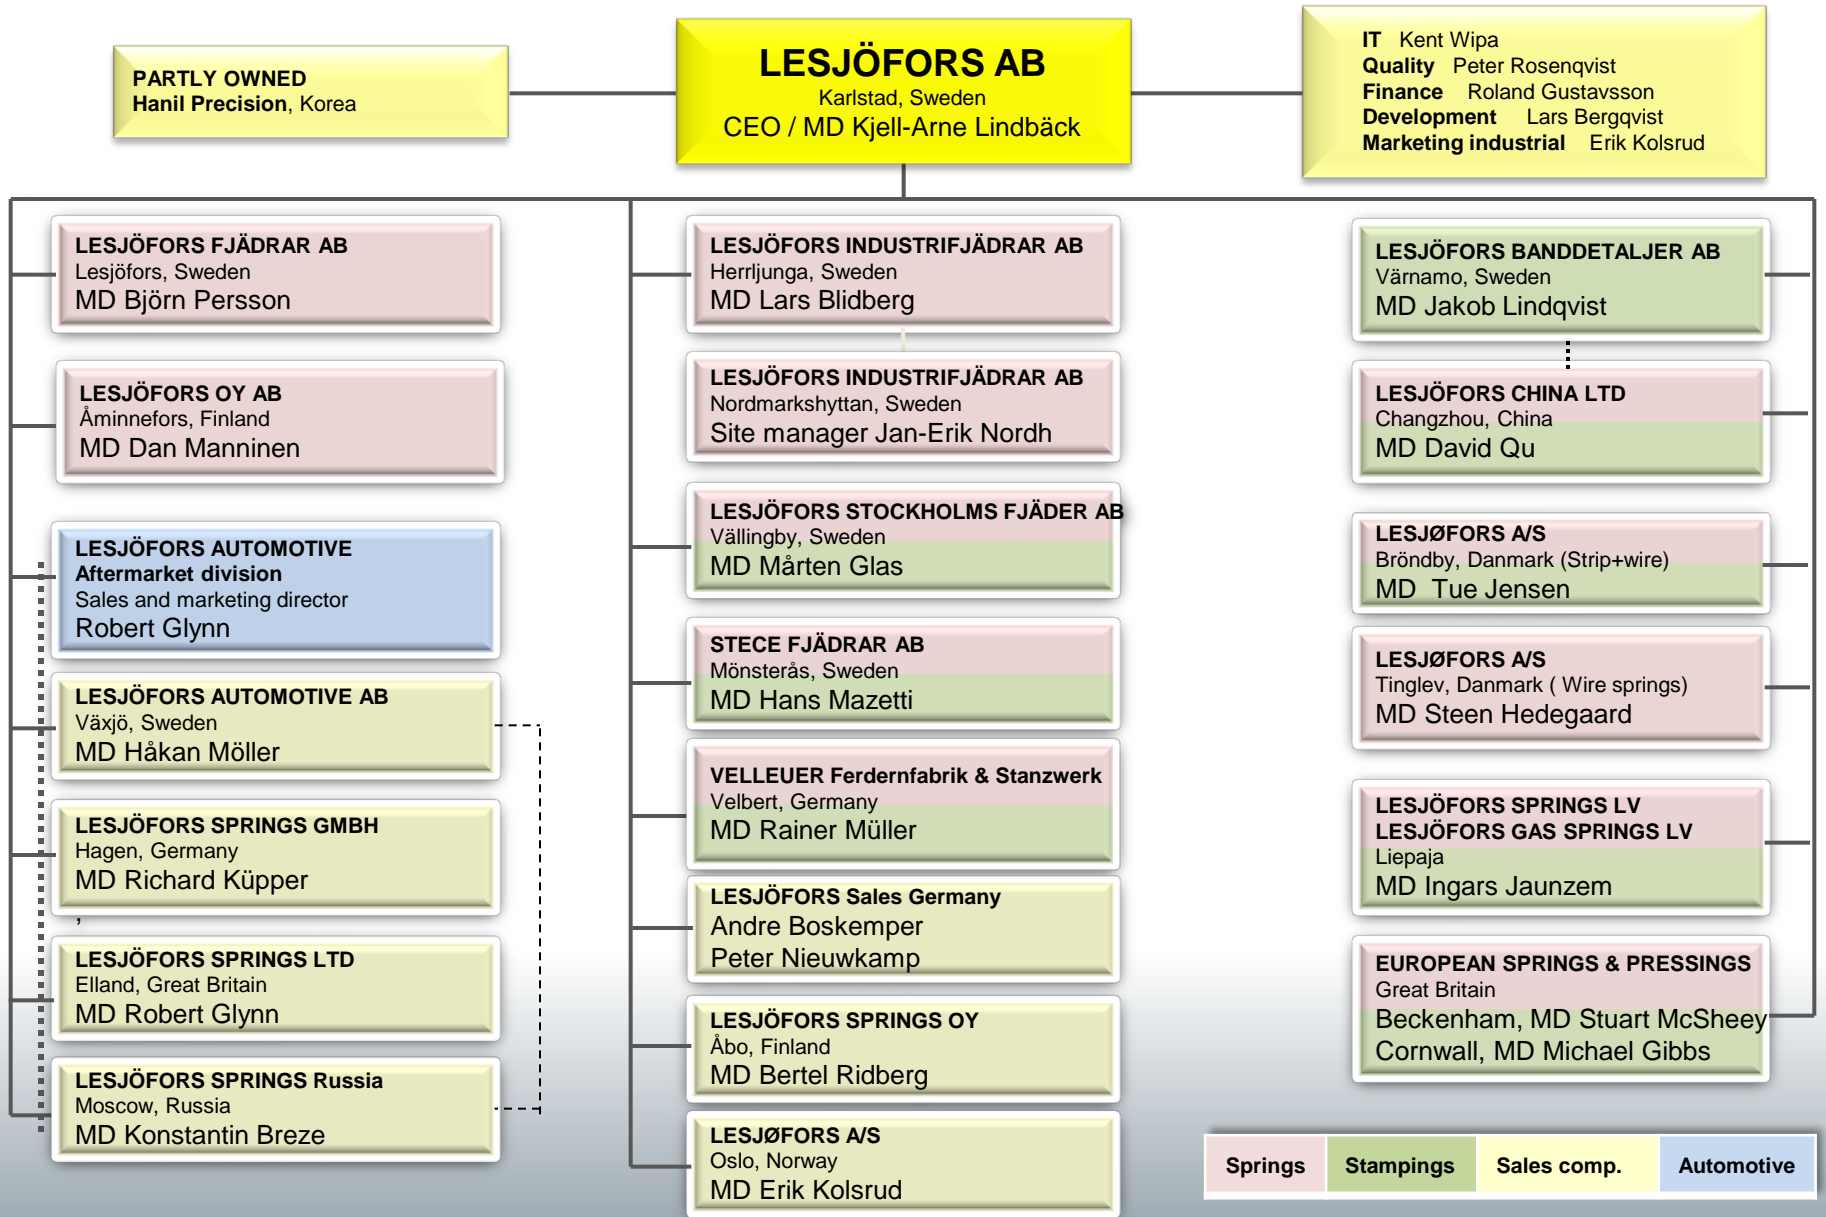 PARTLY OWNED
Hanil Precision, Korea
LESJÖFORS AB
Karlstad, Sweden
CEO / MD Kjell-Arne Lindbäck
IT Kent Wipa
Quality Peter Rosenqvist
Finance Roland Gustavsson
Development Lars Bergqvist
Marketing industrial Erik Kolsrud
LESJÖFORS FJÄDRAR AB
Lesjöfors, Sweden
MD Björn Persson
LESJÖFORS OY AB
Åminnefors, Finland
MD Dan Manninen
LESJÖFORS AUTOMOTIVE
Aftermarket division
Sales and marketing director
Robert Glynn
LESJÖFORS AUTOMOTIVE AB
Växjö, Sweden
MD Håkan Möller
LESJÖFORS SPRINGS GMBH
Hagen, Germany
MD Richard Küpper
,
LESJÖFORS SPRINGS LTD
Elland, Great Britain
MD Robert Glynn
LESJÖFORS SPRINGS Russia
Moscow, Russia
MD Konstantin Breze
LESJÖFORS INDUSTRIFJÄDRAR AB
Herrljunga, Sweden
MD Lars Blidberg
LESJÖFORS INDUSTRIFJÄDRAR AB
Nordmarkshyttan, Sweden
Site manager Jan-Erik Nordh
LESJÖFORS STOCKHOLMS FJÄDER AB
Vällingby, Sweden
MD Mårten Glas
STECE FJÄDRAR AB
Mönsterås, Sweden
MD Hans Mazetti
VELLEUER Ferdernfabrik & Stanzwerk
Velbert, Germany
MD Rainer Müller
LESJÖFORS Sales Germany
Andre Boskemper
Peter Nieuwkamp
LESJÖFORS SPRINGS OY
Åbo, Finland
MD Bertel Ridberg
LESJØFORS A/S
Oslo, Norway
MD Erik Kolsrud
LESJÖFORS BANDDETALJER AB
Värnamo, Sweden
MD Jakob Lindqvist
LESJÖFORS CHINA LTD
Changzhou, China
MD David Qu
LESJØFORS A/S
Bröndby, Danmark (Strip+wire)
MD Tue Jensen
LESJØFORS A/S
Tinglev, Danmark ( Wire springs)
MD Steen Hedegaard
LESJÖFORS SPRINGS LV
LESJÖFORS GAS SPRINGS LV
Liepaja
MD Ingars Jaunzem
EUROPEAN SPRINGS & PRESSINGS
Great Britain
Beckenham, MD Stuart McSheey
Cornwall, MD Michael Gibbs
Springs Stampings Sales comp. Automotive